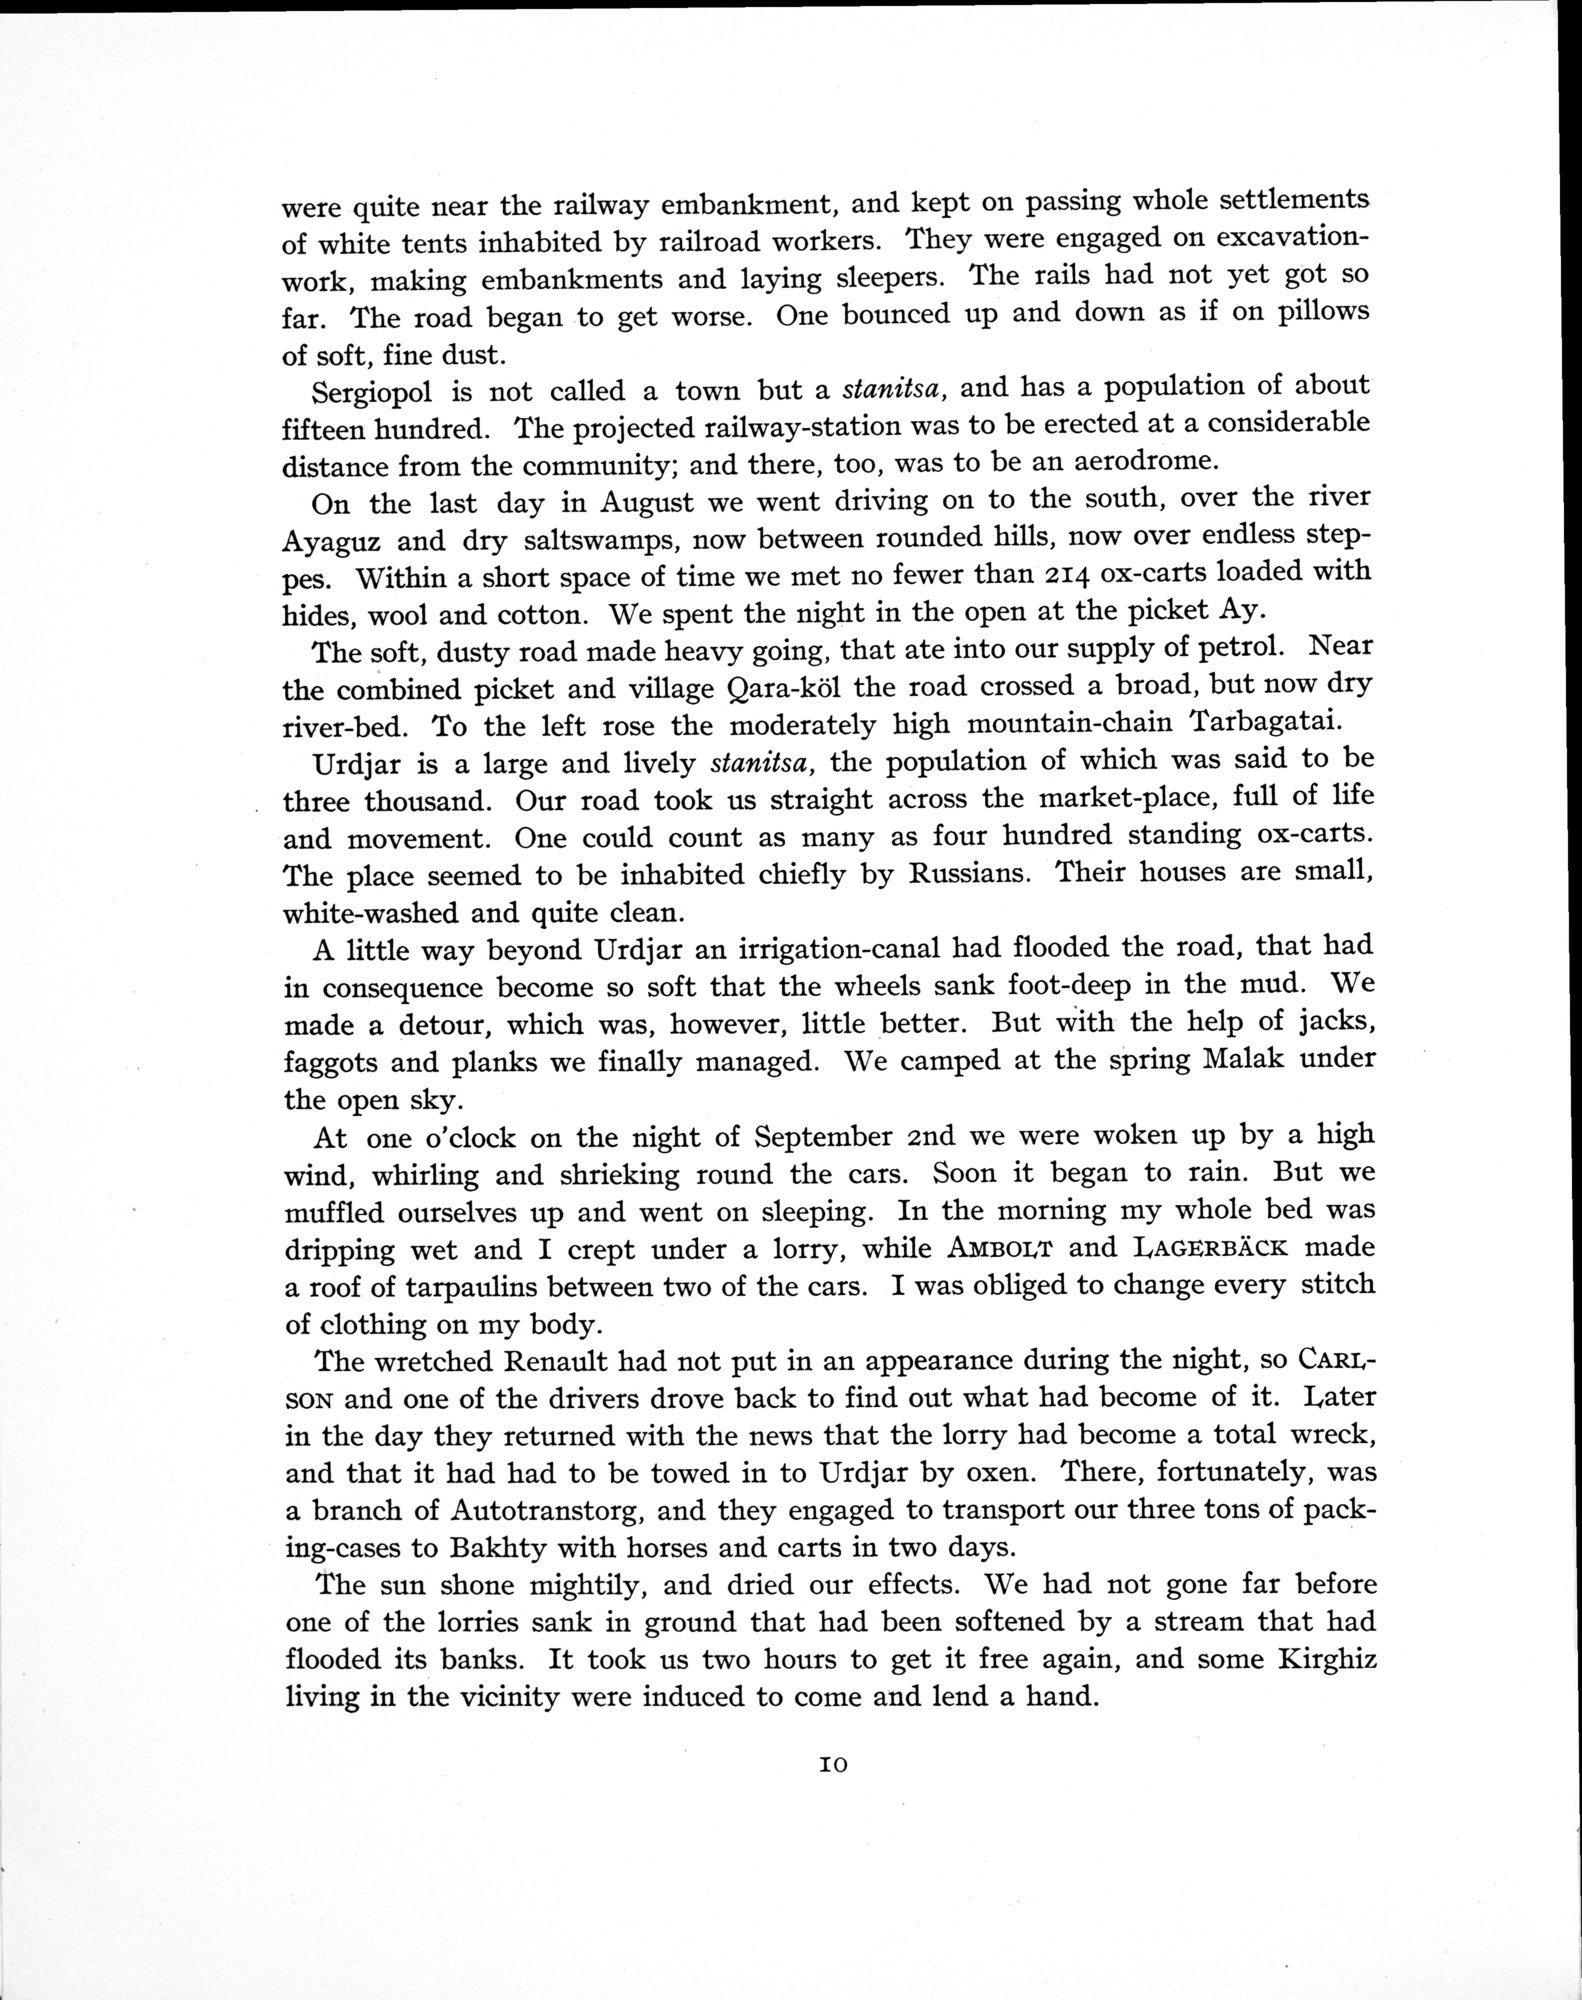 were quite near the railway embankment, and kept on passing whole settlements
of white tents inhabited by railroad workers. They were engaged on excavation-
work, making embankments and laying sleepers. The rails had not yet got so
far. The road began to get worse. One bounced up and down as if on pillows
of soft, fine dust.
Sergiopol is not called a town but a stanitsa, and has a population of about
fifteen hundred. The projected railway-station was to be erected at a considerable
distance from the community; and there, too, was to be an aerodrome.
On the last day in August we went driving on to the south, over the river
Ayaguz and dry saltswamps, now between rounded hills, now over endless step-
pes. Within a short space of time we met no fewer than 214 ox-carts loaded with
hides, wool and cotton. We spent the night in the open at the picket Ay.
The soft, dusty road made heavy going, that ate into our supply of petrol. Near
the combined picket and village Qara-köl the road crossed a broad, but now dry
river-bed. To the left rose the moderately high mountain-chain Tarbagatai.
Urdjar is a large and lively stanitsa, the population of which was said to be
three thousand. Our road took us straight across the market-place, full of life
and movement. One could count as many as four hundred standing ox-carts.
The place seemed to be inhabited chiefly by Russians. Their houses are small,
white-washed and quite clean.
A little way beyond Urdjar an irrigation-canal had flooded the road, that had
in consequence become so soft that the wheels sank foot-deep in the mud. We
made a detour, which was, however, little better. But with the help of jacks,
faggots and planks we finally managed. We camped at the spring Malak under
the open sky.
At one o'clock on the night of September 2nd we were woken up by a high
wind, whirling and shrieking round the cars. Soon it began to rain. But we
muffled ourselves up and went on sleeping. In the morning my whole bed was
dripping wet and I crept under a lorry, while AMBOLT and LAGERBÄCK made
a roof of tarpaulins between two of the cars. I was obliged to change every stitch
of clothing on my body.
The wretched Renault had not put in an appearance during the night, so CARL-
SON and one of the drivers drove back to find out what had become of it. Later
in the day they returned with the news that the lorry had become a total wreck,
and that it had had to be towed in to Urdjar by oxen. There, fortunately, was
a branch of Autotranstorg, and they engaged to transport our three tons of pack-
ing-cases to Bakhty with horses and carts in two days.
The sun shone mightily, and dried our effects. We had not gone far before
one of the lorries sank in ground that had been softened by a stream that had
flooded its banks. It took us two hours to get it free again, and some Kirghiz
living in the vicinity were induced to come and lend a hand.
10